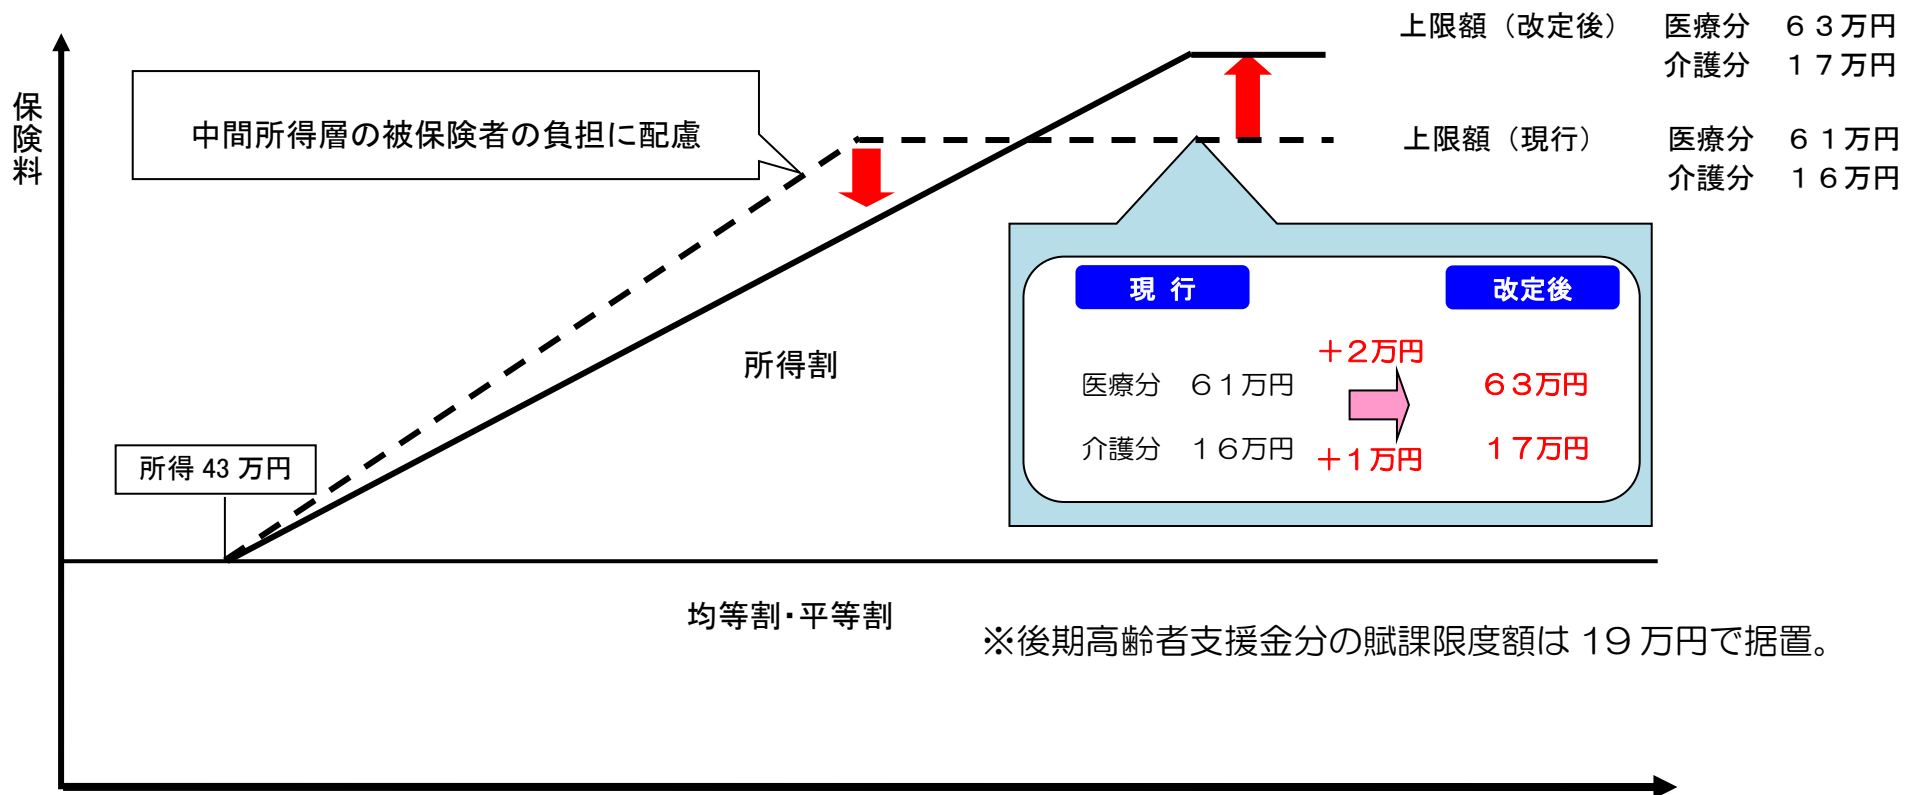 上限額（改定後）　医療分　６３万円
介護分　１７万円
保険料
中間所得層の被保険者の負担に配慮
上限額（現行）　医療分　６１万円
介護分　１６万円
現 行
改定後
＋２万円
所得割
医療分　６１万円
６３万円
介護分　１６万円
＋１万円
１７万円
所得 43 万円
均等割・平等割
※後期高齢者支援金分の賦課限度額は 19 万円で据置。